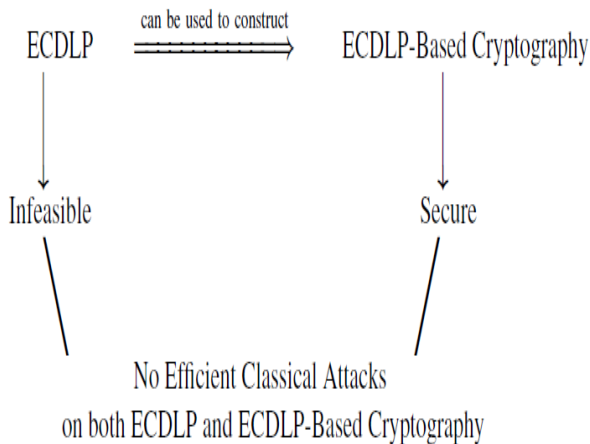 can be used to construct
ECDLP
ECDLP-Based Cryptography
Infeasible
Secure
No Efficient Classical Attacks
on both ECDLP and ECDLP-Based Cryptography